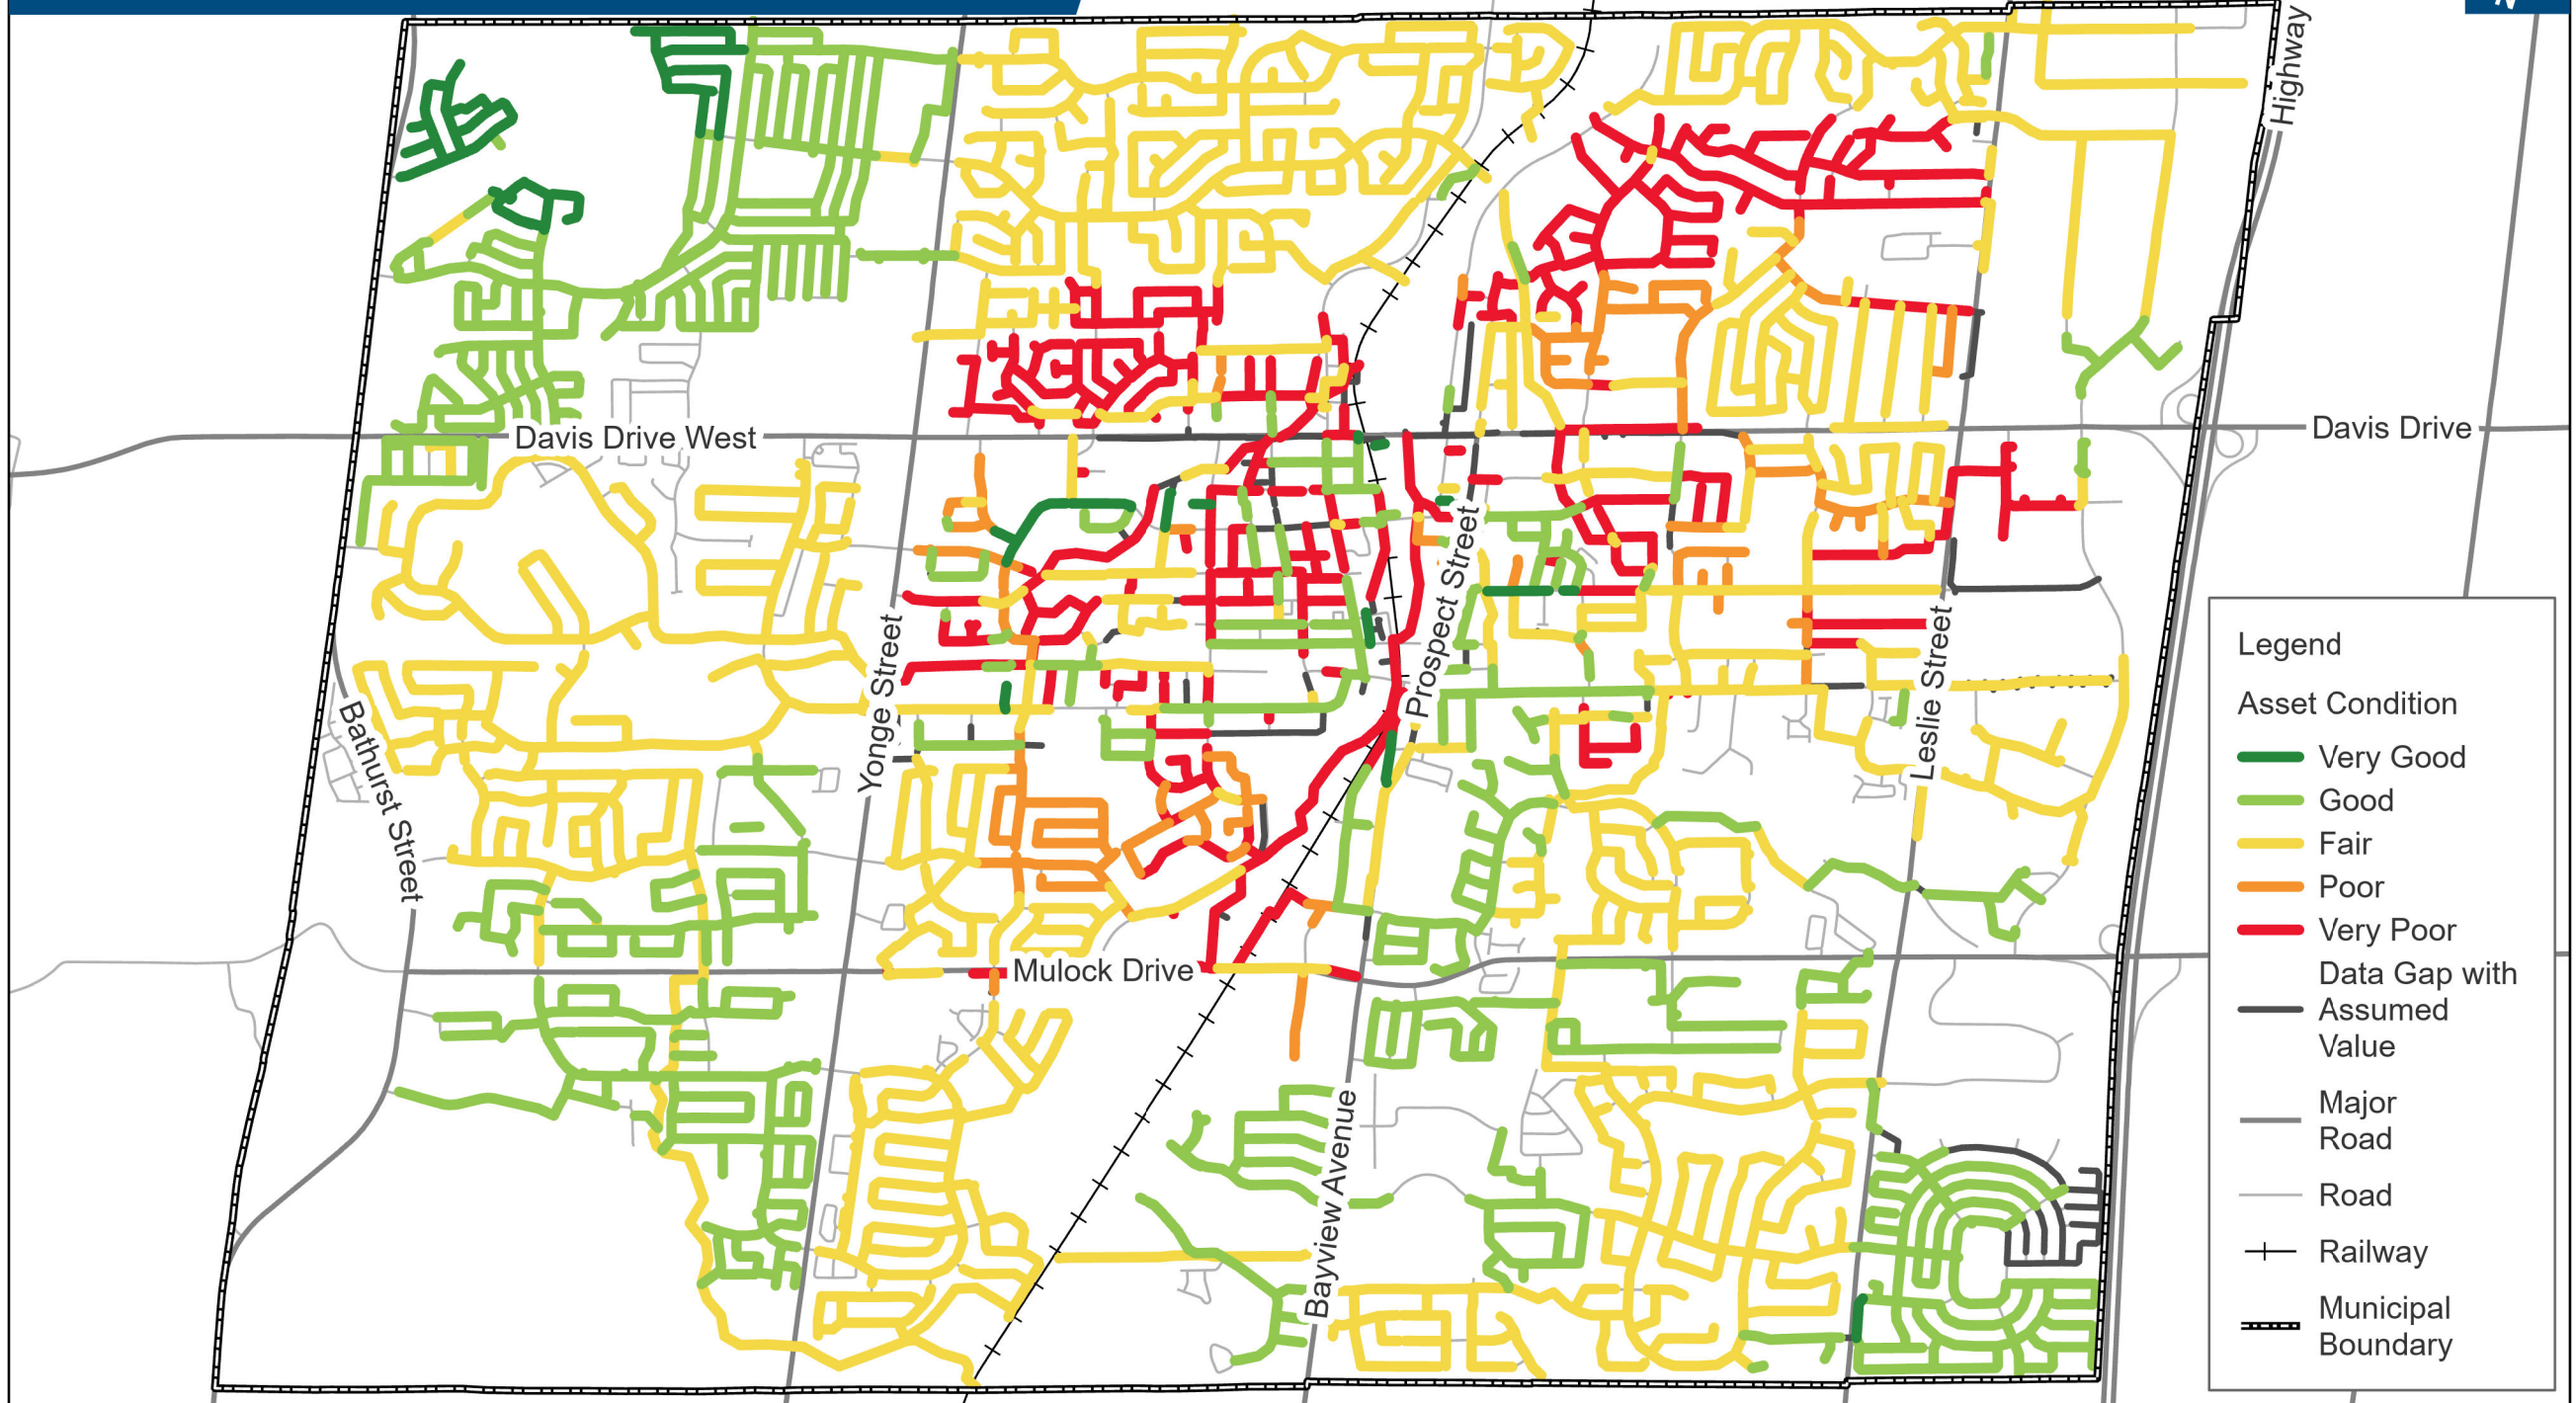 Highway
Davis Drive West
Davis Drive
Prospect Street
Yonge Street
Leslie Street
Bathurst Street
Mulock Drive
Bayview Avenue
Legend
Asset Condition
Very Good
Good
Fair
Poor
Very Poor
Data Gap with
Assumed
Value
Major
Road
Road
Railway
Municipal
Boundary